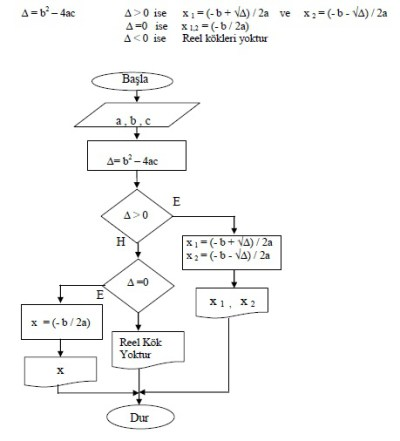 Δ = b² – 4ac Δ > 0 ise x₁ = (- b + √Δ) / 2a ve x₂ = (- b - √Δ) / 2a
Δ =0 ise x₁,₂ = (- b / 2a)
Δ < 0 ise Reel kökleri yoktur
Başla
a , b , c
Δ= b² – 4ac
Δ > 0
E
H
x₁ = (- b + √Δ) / 2a
x₂ = (- b - √Δ) / 2a
Δ =0
E
x₁ , x₂
x = (- b / 2a)
Reel Kök
Yoktur
x
Dur